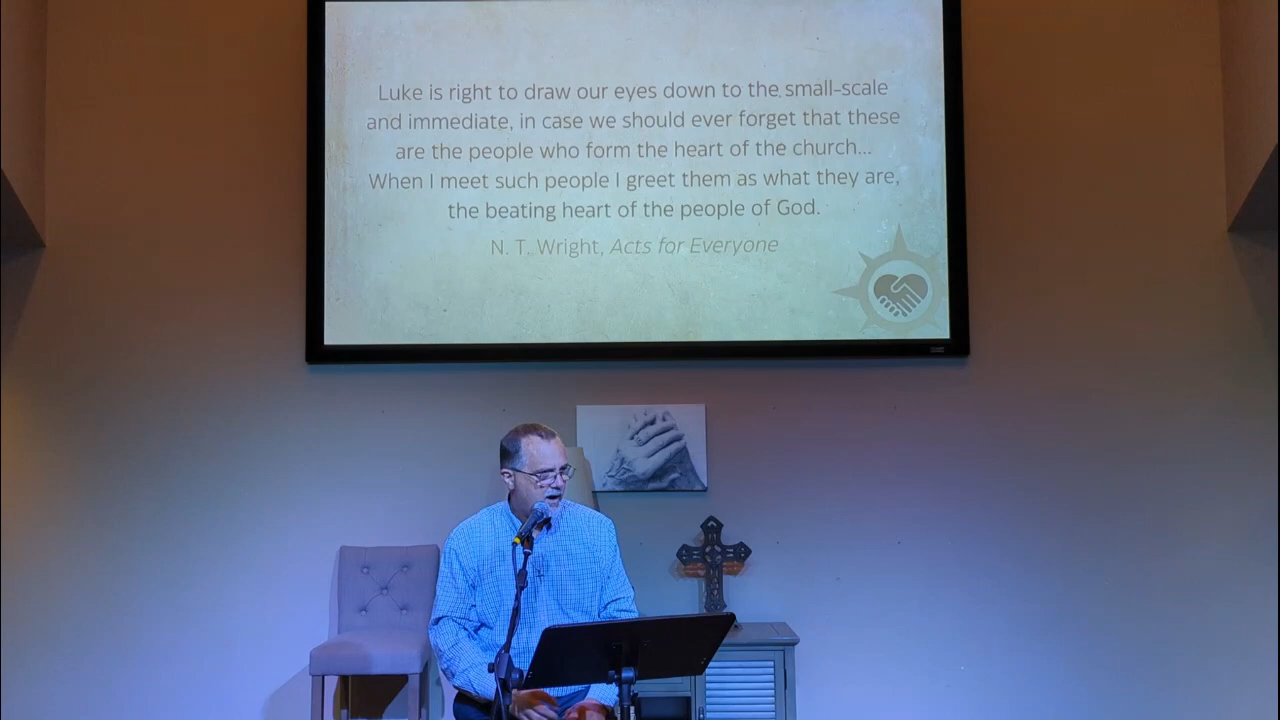 Luke is right to draw our eyes down to the small-scale
and immediate, in case we should ever forget that these
are the people who form the heart of the church...
When I meet such people I greet them as what they are,
the beating heart of the people of God.
N. T. Wright, Acts for Everyone